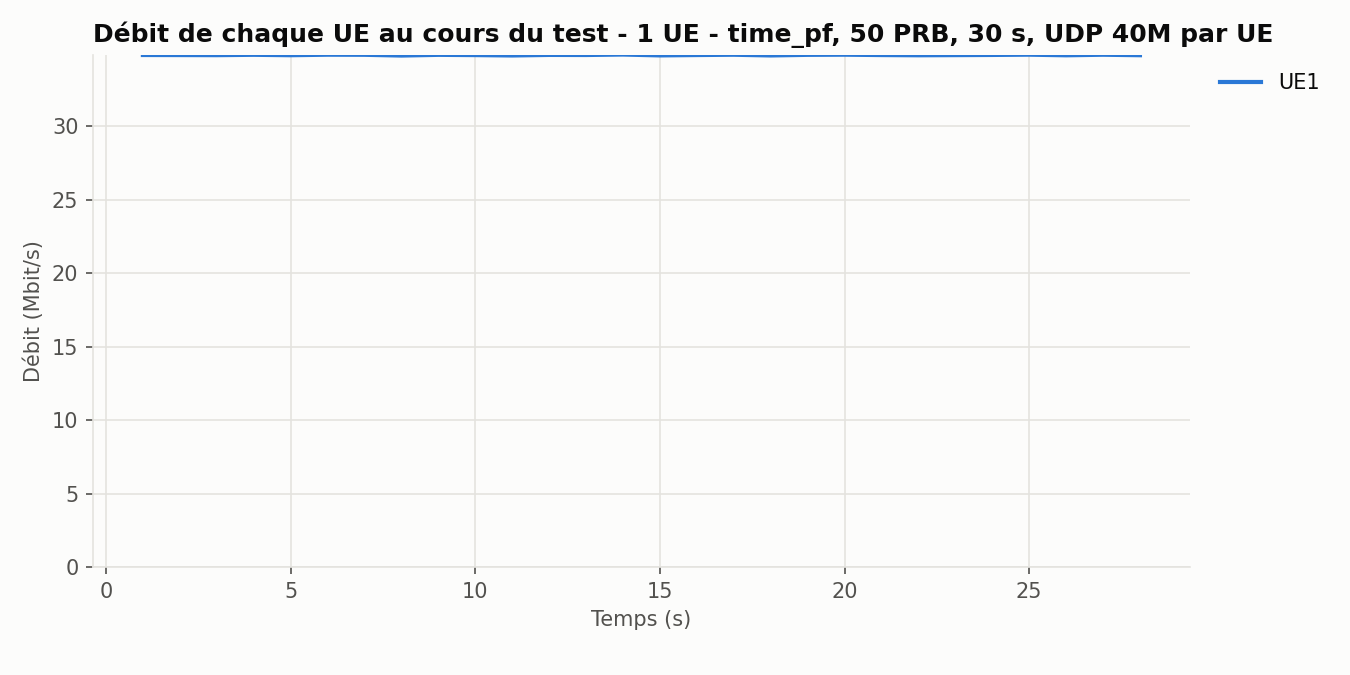 Débit de chaque UE au cours du test - 1 UE - time_pf, 50 PRB, 30 s, UDP 40M par UE
UE1
30
25
20
15
10
5
0
Débit (Mbit/s)
0 5 10 15 20 25
Temps (s)